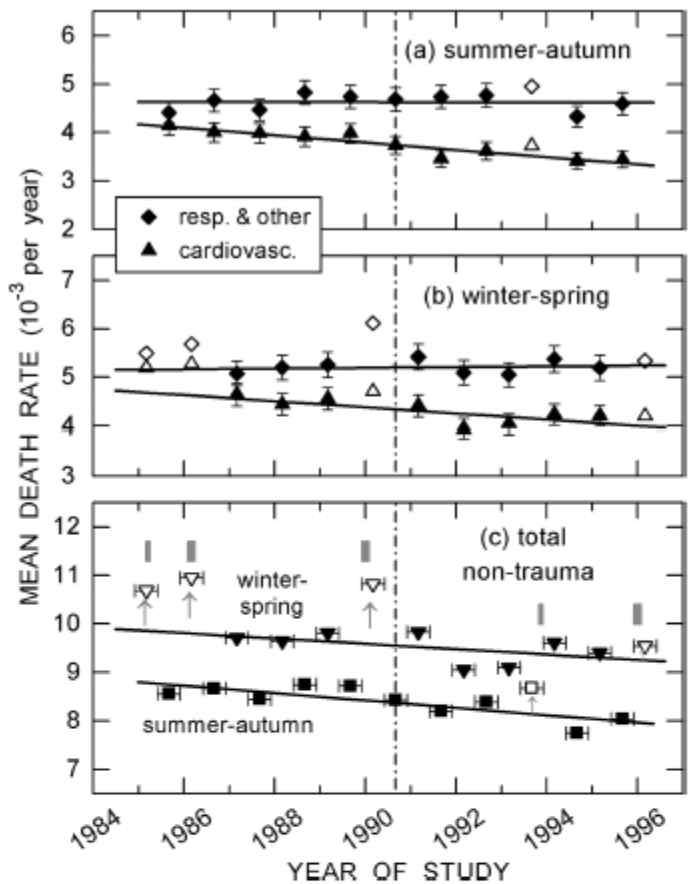 MEAN DEATH RATE (10⁻³ per year)
6
5
4
3
2
(a) summer-autumn
resp. & other
cardiovasc.
7
6
5
4
3
(b) winter-spring
12
11
10
9
8
7
(c) total
non-trauma
winter-
spring
summer-autumn
1984
1986
1988
1990
1992
1994
1996
YEAR OF STUDY